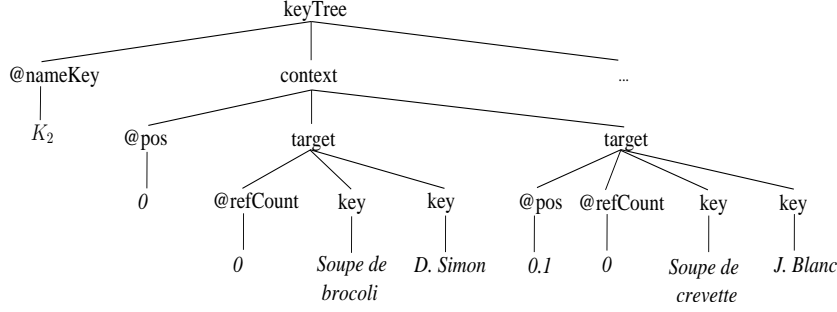 keyTree
@nameKey context ...
K2 @pos target target
0 @refCount key key @pos @refCount key key
0 Soupe de D. Simon 0.1 0 Soupe de J. Blanc
brocoli crevette